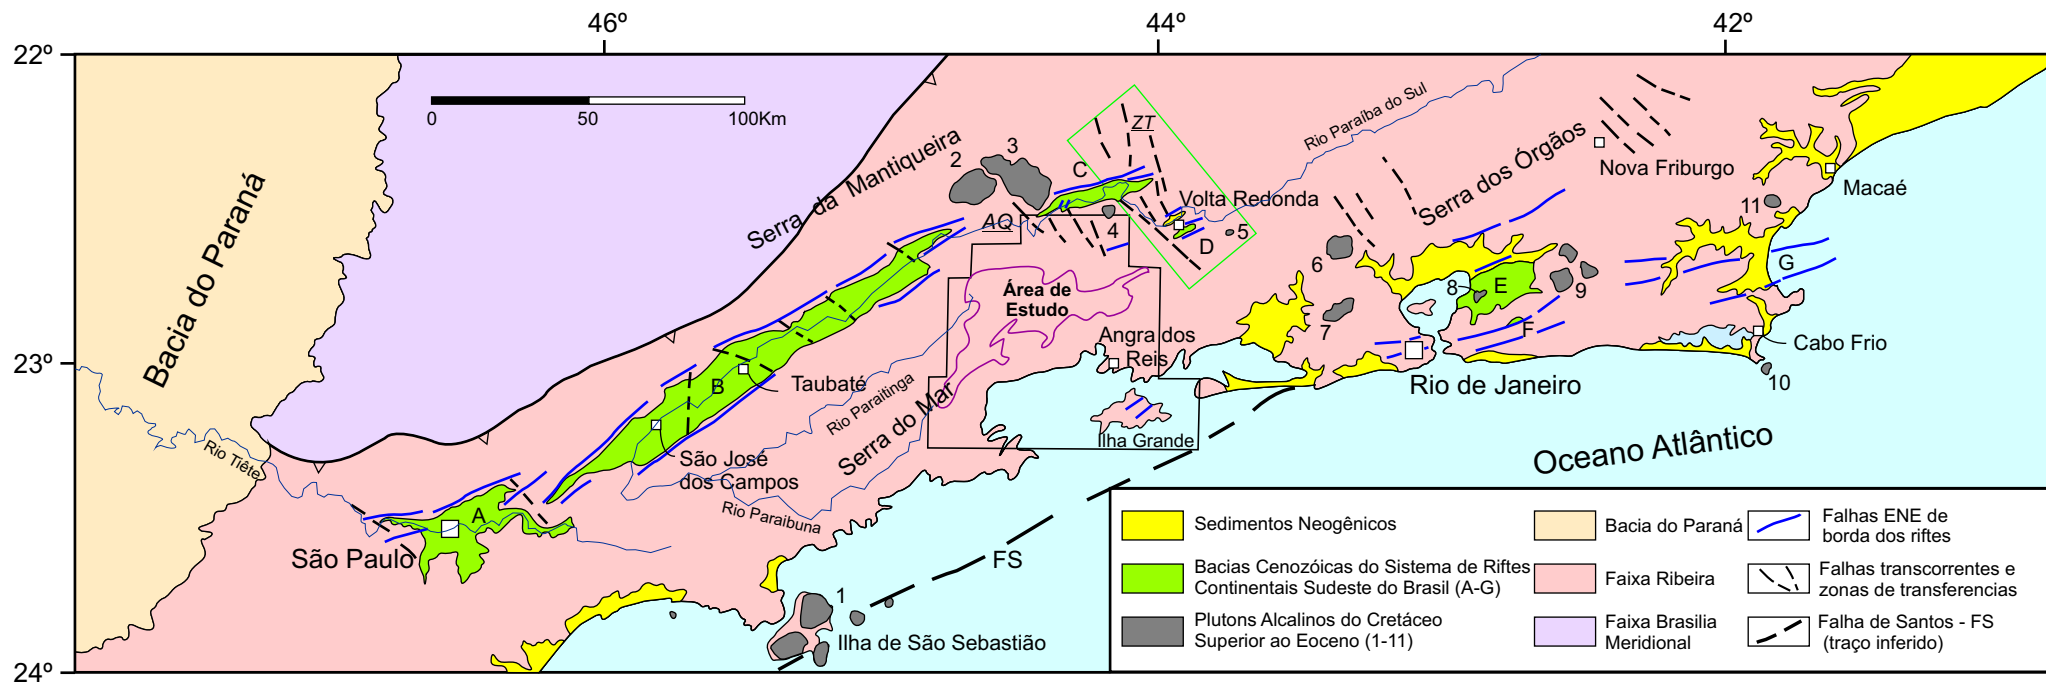 46º
44º
42º
22º
23º
24º
0
50
100Km
Bacia do Paraná
Serra da Mantiqueira
2
3
C
ZT
Rio Paraíba do Sul
Serra dos Órgãos
Nova Friburgo
Macaé
11
Volta Redonda
AQ
4
D
5
6
7
8
E
9
F
G
10
Área de
Estudo
Angra dos
Reis
Ilha Grande
Cabo Frio
Rio de Janeiro
Oceano Atlântico
B
Taubaté
Rio Paraitinga
Serra do Mar
São José
dos Campos
Rio Paraibuna
Rio Tiête
A
São Paulo
FS
1
Ilha de São Sebastião
Sedimentos Neogênicos
Bacias Cenozóicas do Sistema de Riftes
Continentais Sudeste do Brasil (A-G)
Plutons Alcalinos do Cretáceo
Superior ao Eoceno (1-11)
Bacia do Paraná
Faixa Ribeira
Faixa Brasilia
Meridional
Falhas ENE de
borda dos riftes
Falhas transcorrentes e
zonas de transferencias
Falha de Santos - FS
(traço inferido)